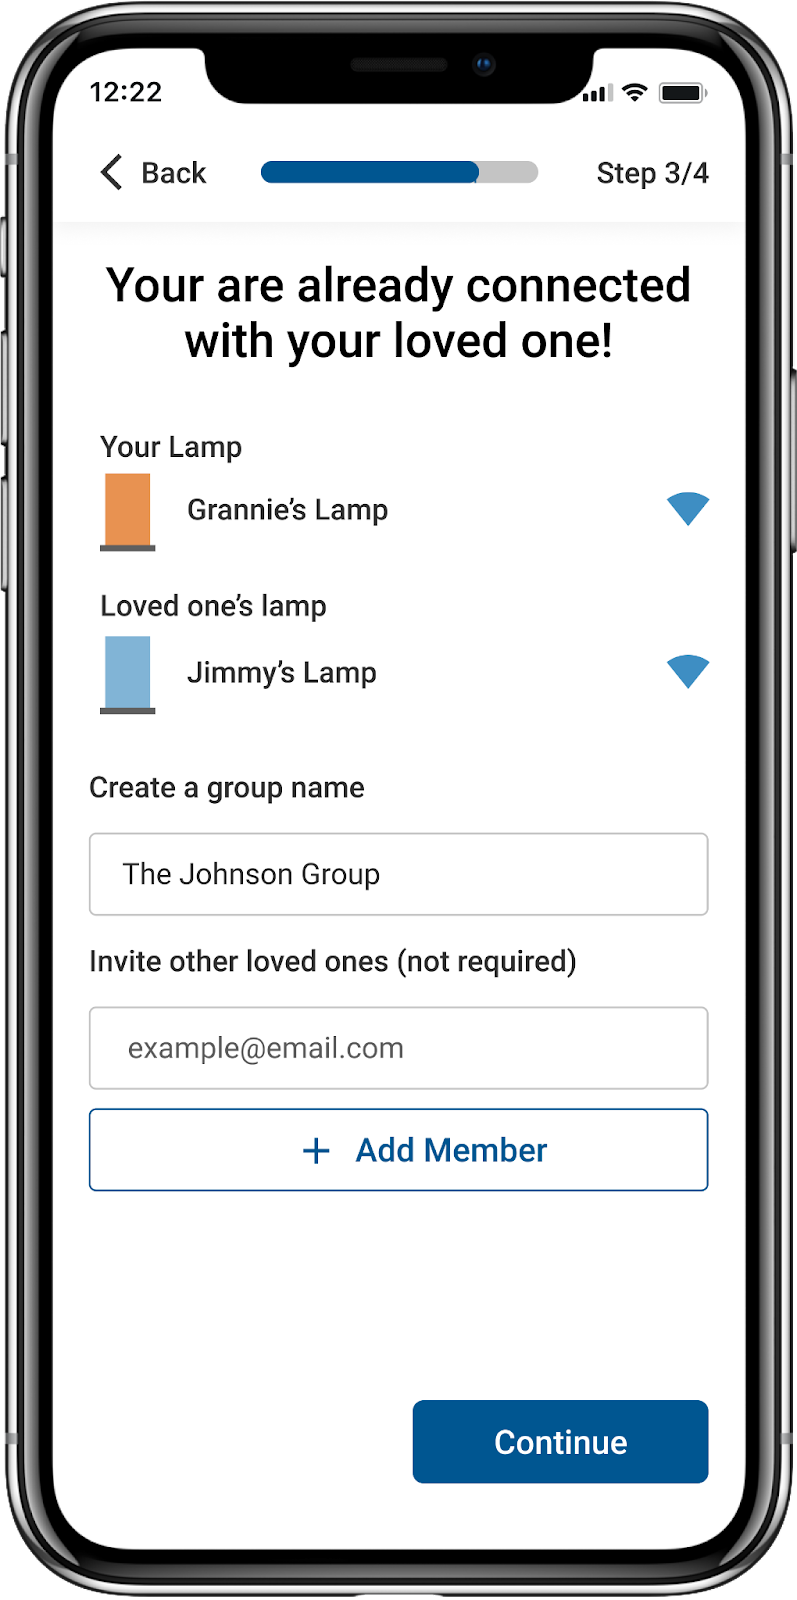 12:22
Back
Step 3/4
Your are already connected
with your loved one!
Your Lamp
Grannie’s Lamp
Loved one’s lamp
Jimmy’s Lamp
Create a group name
The Johnson Group
Invite other loved ones (not required)
example@email.com
+ Add Member
Continue